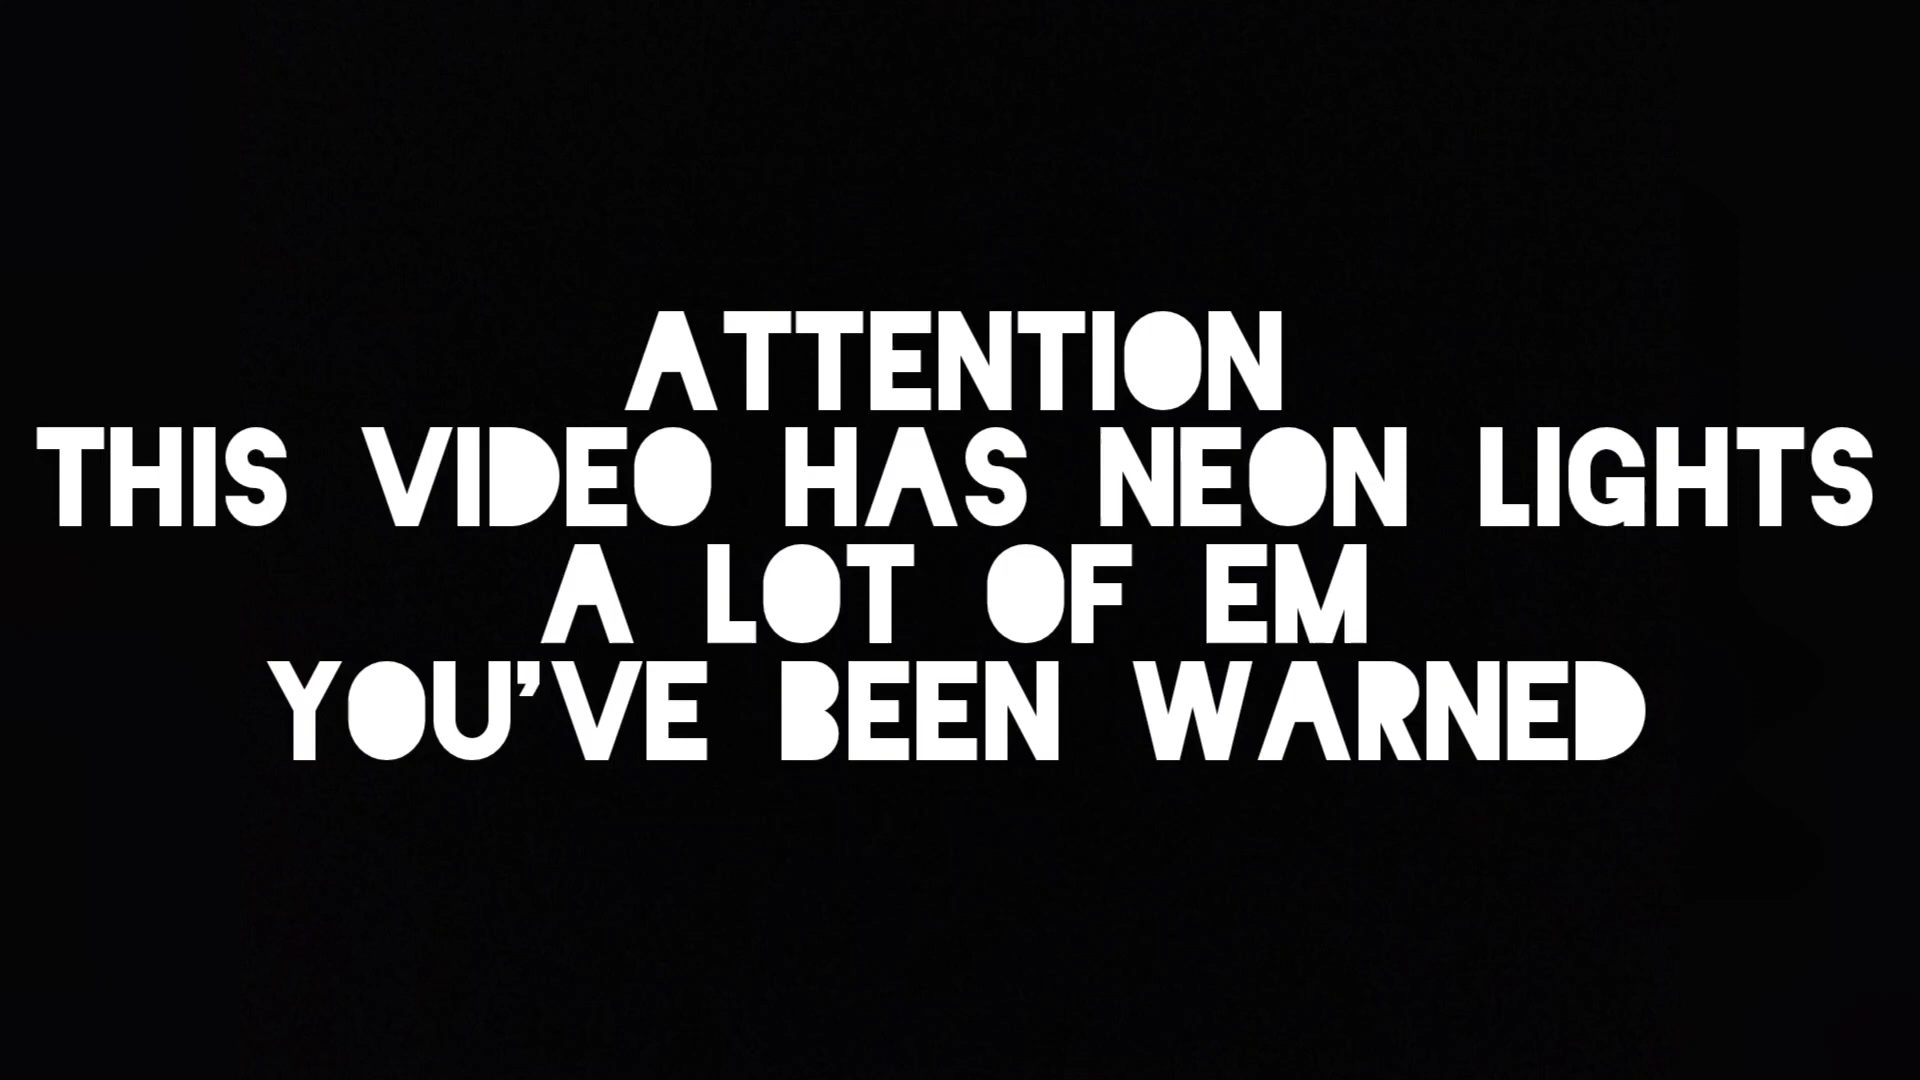 ATTENTION
THIS VIDEO HAS NEON LIGHTS
A LOT OF EM
YOU'VE BEEN WARNED